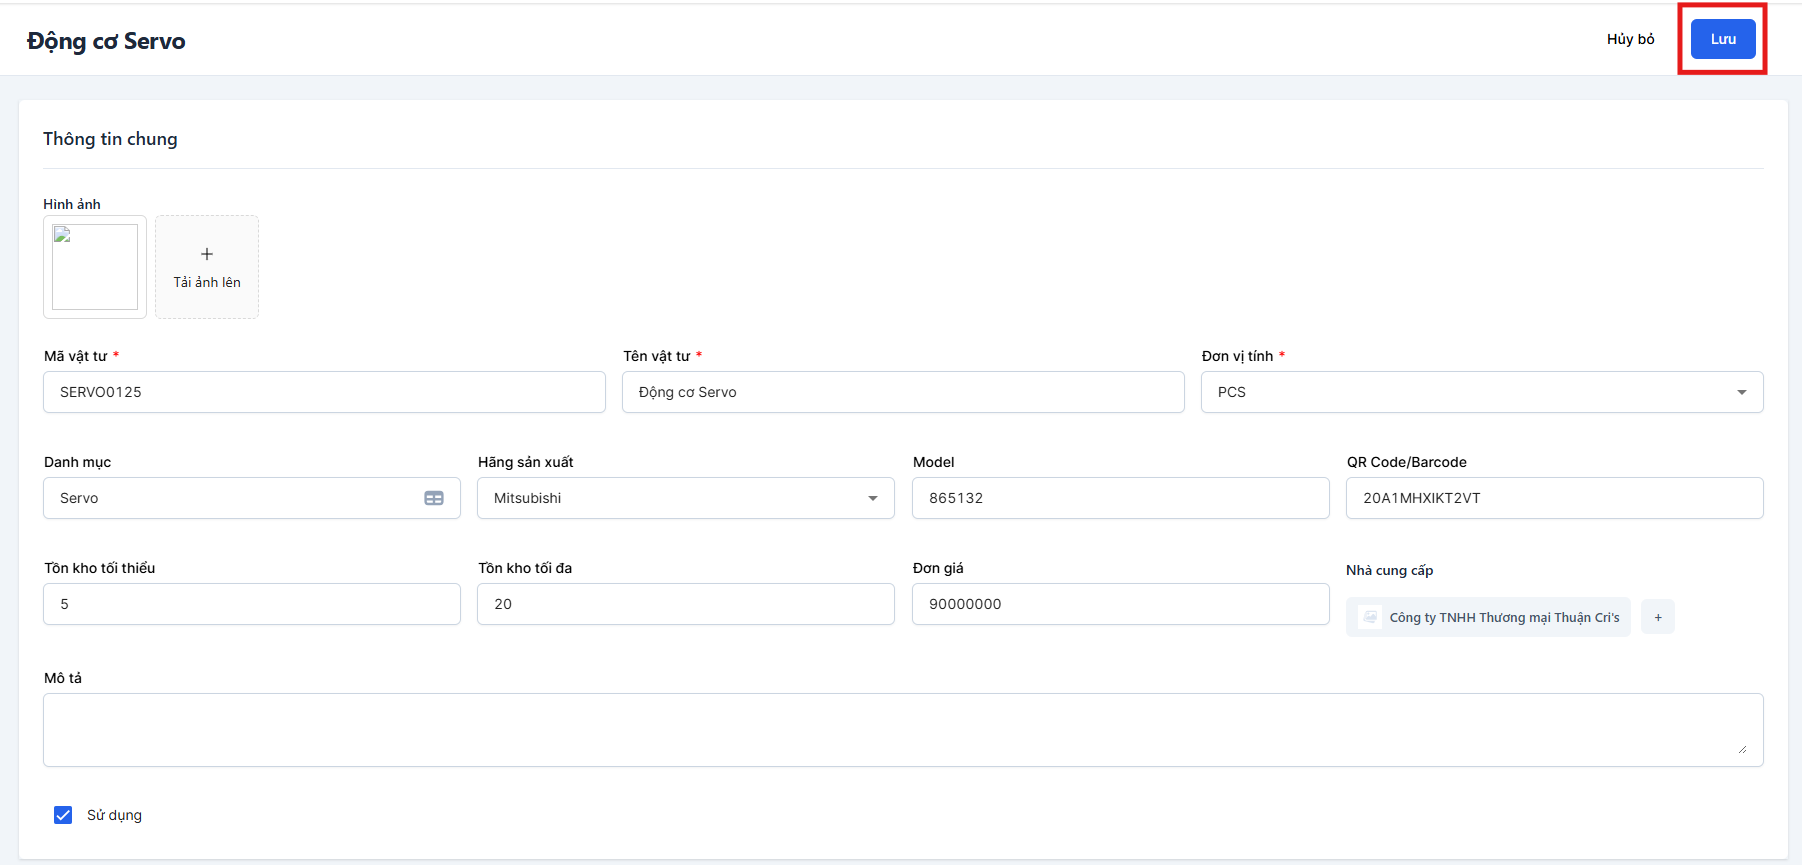 Động cơ Servo
Hủy bỏ
Lưu
Thông tin chung
Hình ảnh
+
Tải ảnh lên
Mã vật tư *
Tên vật tư *
Đơn vị tính *
SERVO0125
Động cơ Servo
PCS
Danh mục
Hãng sản xuất
Model
QR Code/Barcode
Servo
Mitsubishi
865132
20A1MHXIKT2VT
Tồn kho tối thiểu
Tồn kho tối đa
Đơn giá
Nhà cung cấp
5
20
90000000
Công ty TNHH Thương mại Thuận Cri's
+
Mô tả
Sử dụng